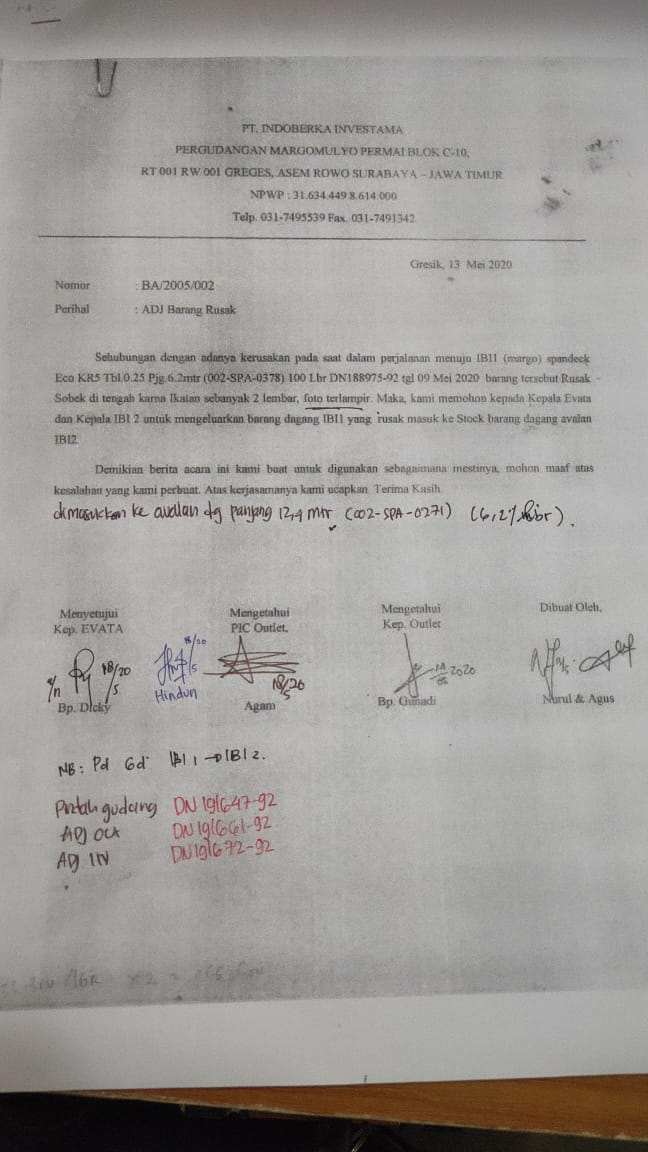 PT. INDOBERKA INVESTAMA
PERGUDANGAN MARGOMULYO PERMAI BLOK C-10,
RT 001 RW 001 GREGES, ASEM ROWO SURABAYA – JAWA TIMUR
NPWP : 31.634.449.8.614.000
Telp. 031-7495539 Fax. 031-7491342
Gresik, 13 Mei 2020
Nomor : BA/2005/002
Perihal : ADJ Barang Rusak
Sehubungan dengan adanya kerusakan pada saat dalam perjalanan menuju IBI1 (margo) spandeck
Eco KR5 Tbl.0.25 Pjg.6.2mtr (002-SPA-0378) 100 Lbr DN188975-92 tgl 09 Mei 2020 barang tersebut Rusak –
Sobek di tengah karna Ikatan sebanyak 2 lembar, foto terlampir. Maka, kami memohon kepada Kepala Evata
dan Kepala IBI 2 untuk mengeluarkan barang dagang IBI1 yang rusak masuk ke Stock barang dagang avalan
IBI2.
Demikian berita acara ini kami buat untuk digunakan sebagaimana mestinya, mohon maaf atas
kesalahan yang kami perbuat. Atas kerjasamanya kami ucapkan Terima Kasih.
dimasukkan ke avalan dg panjang 12,4 mtr (002-SPA-0271)
Menyetujui Mengetahui Mengetahui Dibuat Oleh,
Kep. EVATA PIC Outlet, Kep. Outlet
18/5 20 18/5 20 18/5 20 2020
Bp. Dicky Hindun Agam Bp. Gunadi Nurul & Agus
NB : Pd Gd IBI 1 → IBI 2.
Pindah gudang DN 191647-92
ADJ out DN 191661-92
ADJ IN DN 191672-92